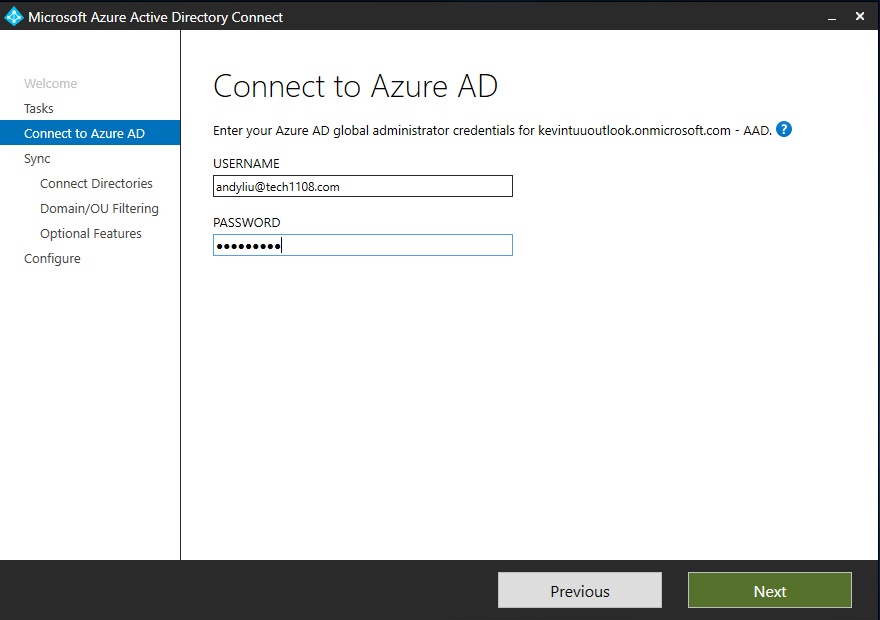 Microsoft Azure Active Directory Connect
Welcome
Tasks
Connect to Azure AD
Sync
Connect Directories
Domain/OU Filtering
Optional Features
Configure
Connect to Azure AD
Enter your Azure AD global administrator credentials for kevintuuoutlook.onmicrosoft.com - AAD. ?
USERNAME
andyliu@tech1108.com
PASSWORD
●●●●●●●●●
Previous
Next